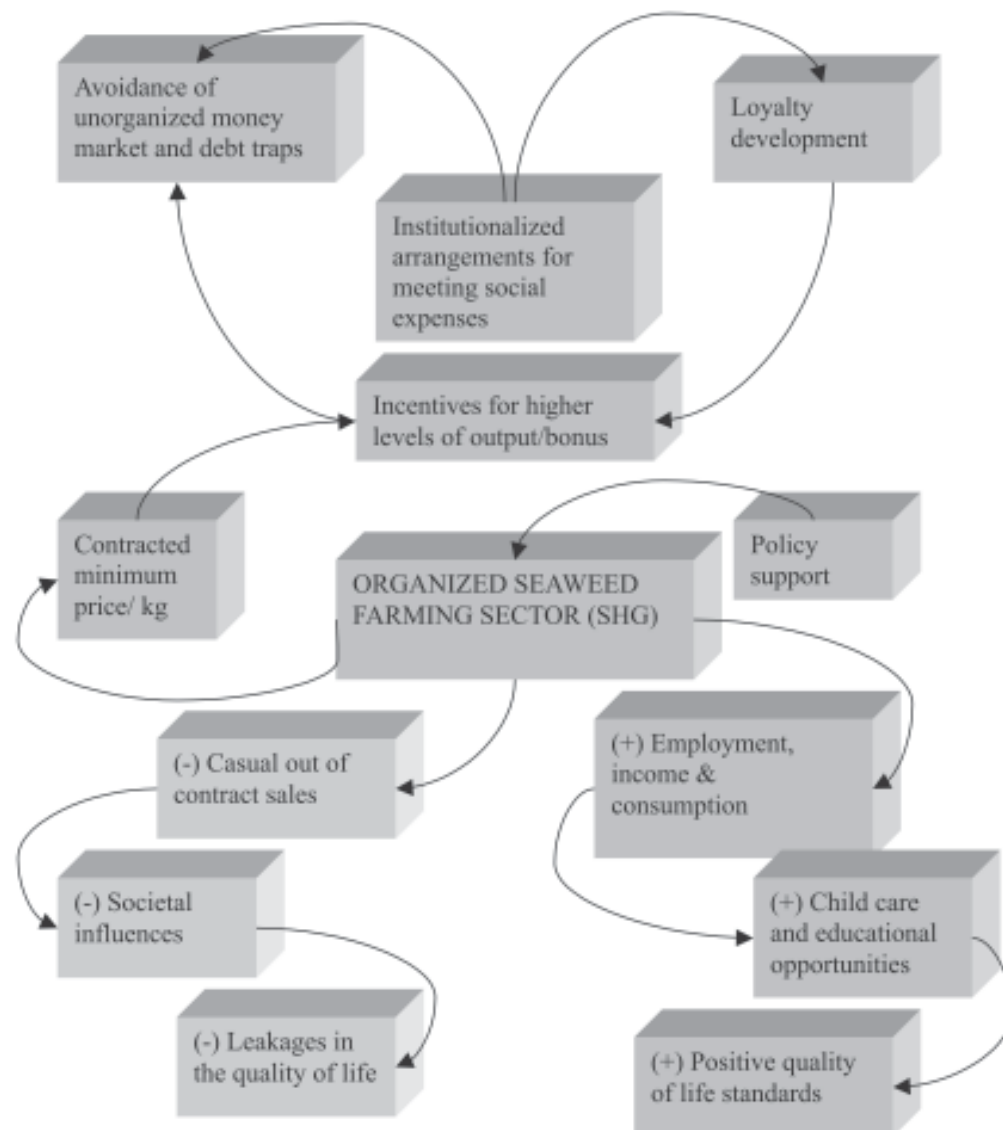 Avoidance of
unorganized money
market and debt traps
Loyalty
development
Institutionalized
arrangements for
meeting social
expenses
Incentives for higher
levels of output/bonus
Contracted
minimum
price/ kg
ORGANIZED SEAWEED
FARMING SECTOR (SHG)
Policy
support
(-) Casual out of
contract sales
(+) Employment,
income &
consumption
(-) Societal
influences
(+) Child care
and educational
opportunities
(-) Leakages in
the quality of life
(+) Positive quality
of life standards